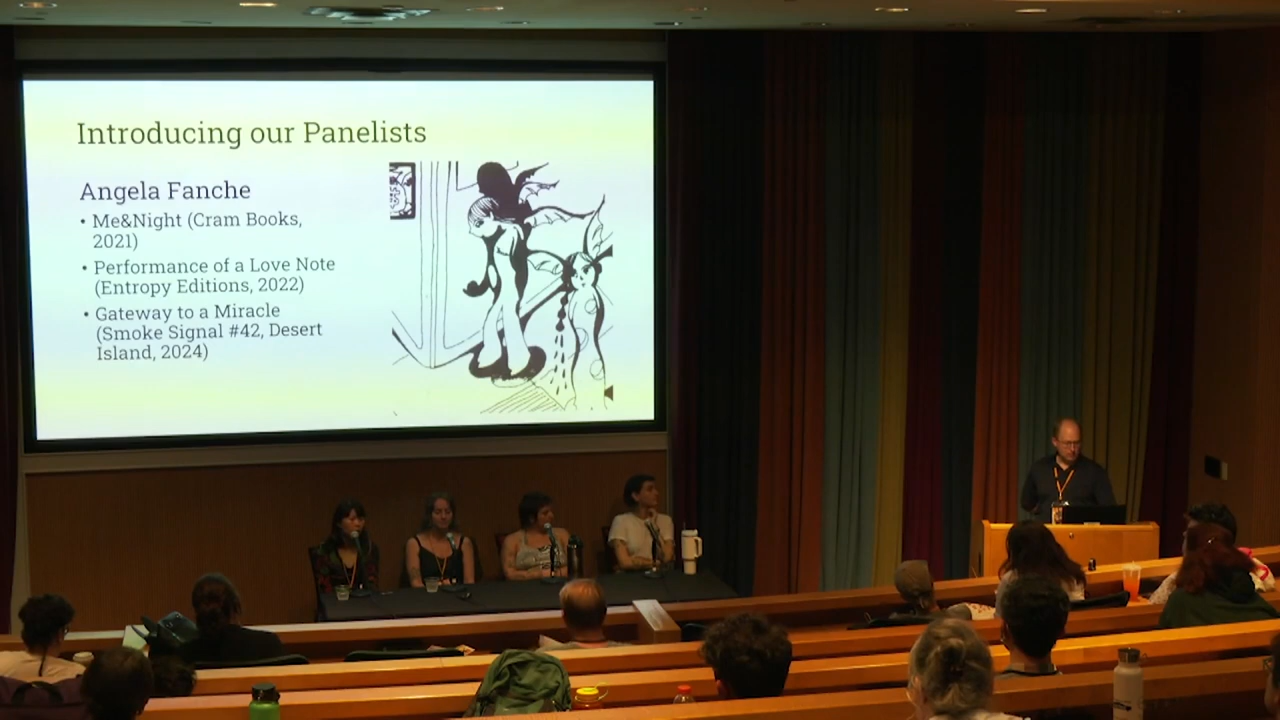 Introducing our Panelists
Angela Fanche
• Me&Night (Cram Books,
2021)
• Performance of a Love Note
(Entropy Editions, 2022)
• Gateway to a Miracle
(Smoke Signal #42, Desert
Island, 2024)